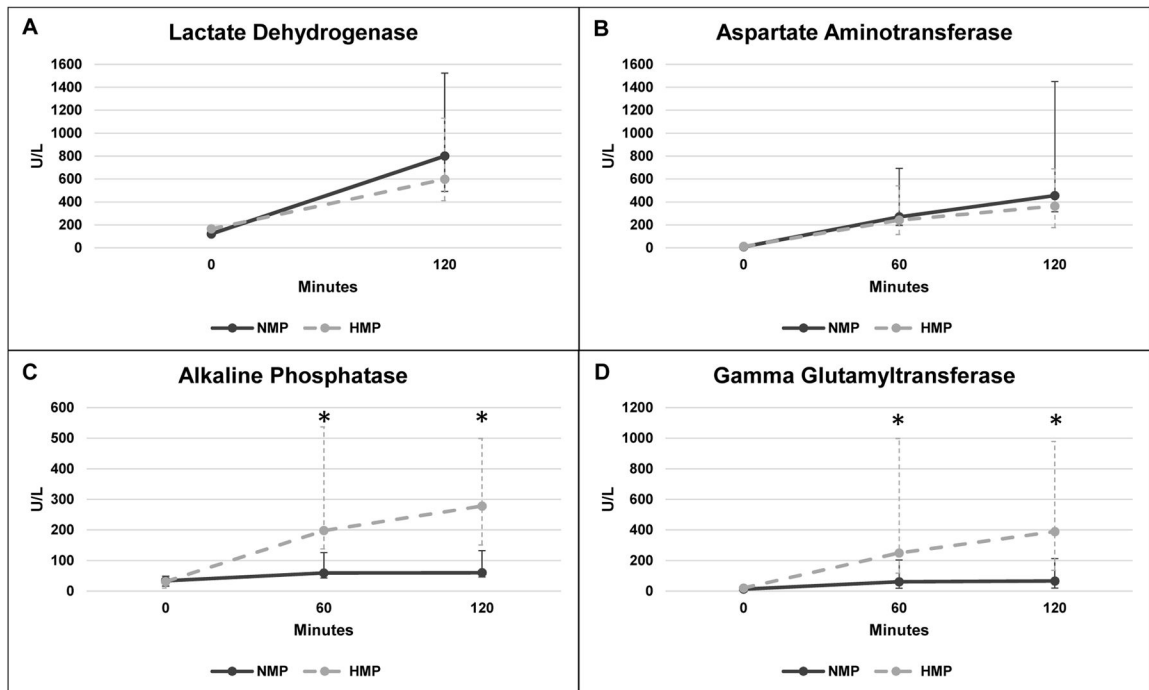 A
Lactate Dehydrogenase
1600
1400
1200
1000
800
600
400
200
0
U/L
0 120
Minutes
NMP HMP
B
Aspartate Aminotransferase
1600
1400
1200
1000
800
600
400
200
0
U/L
0 60 120
Minutes
NMP HMP
C
Alkaline Phosphatase
600
500
400
300
200
100
0
U/L
* *
0 60 120
Minutes
NMP HMP
D
Gamma Glutamyltransferase
1200
1000
800
600
400
200
0
U/L
* *
0 60 120
Minutes
NMP HMP